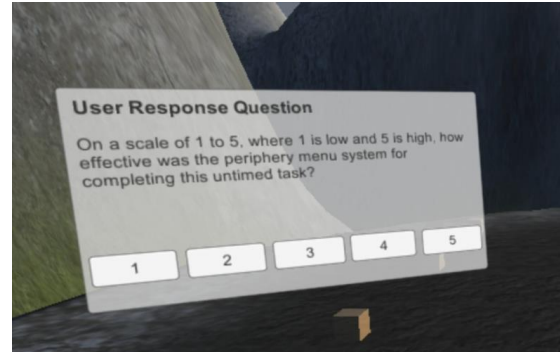 User Response Question
On a scale of 1 to 5, where 1 is low and 5 is high, how
effective was the periphery menu system for
completing this untimed task?
1 2 3 4 5